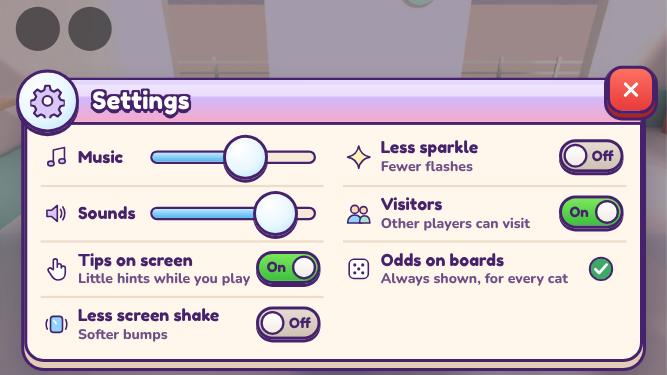 Settings
Music
Sounds
Tips on screen
Little hints while you play
On
Less screen shake
Softer bumps
Off
Less sparkle
Fewer flashes
Off
Visitors
Other players can visit
On
Odds on boards
Always shown, for every cat